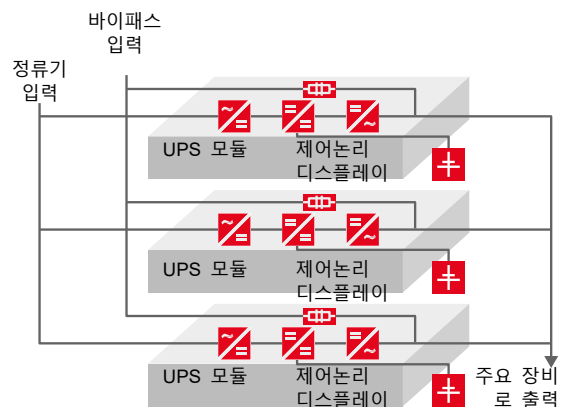 바이패스
입력
정류기
입력
UPS 모듈
제어논리
디스플레이
UPS 모듈
제어논리
디스플레이
UPS 모듈
제어논리
디스플레이
주요 장비
로 출력